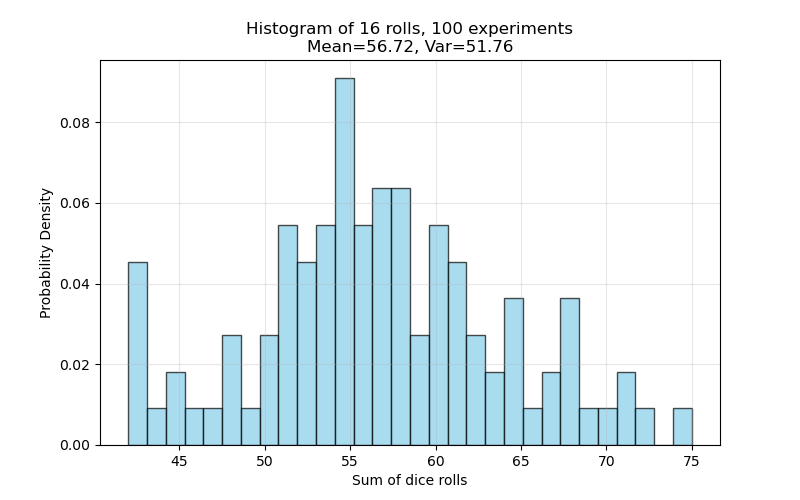 Histogram of 16 rolls, 100 experiments
Mean=56.72, Var=51.76
Probability Density
0.08
0.06
0.04
0.02
0.00
45 50 55 60 65 70 75
Sum of dice rolls